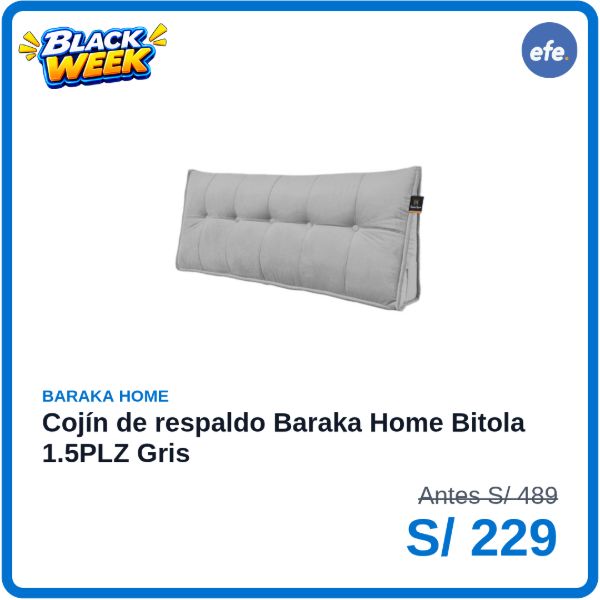 BLACK
WEEK
efe.
BARAKA HOME
Cojín de respaldo Baraka Home Bitola
1.5PLZ Gris
Antes S/ 489
S/ 229